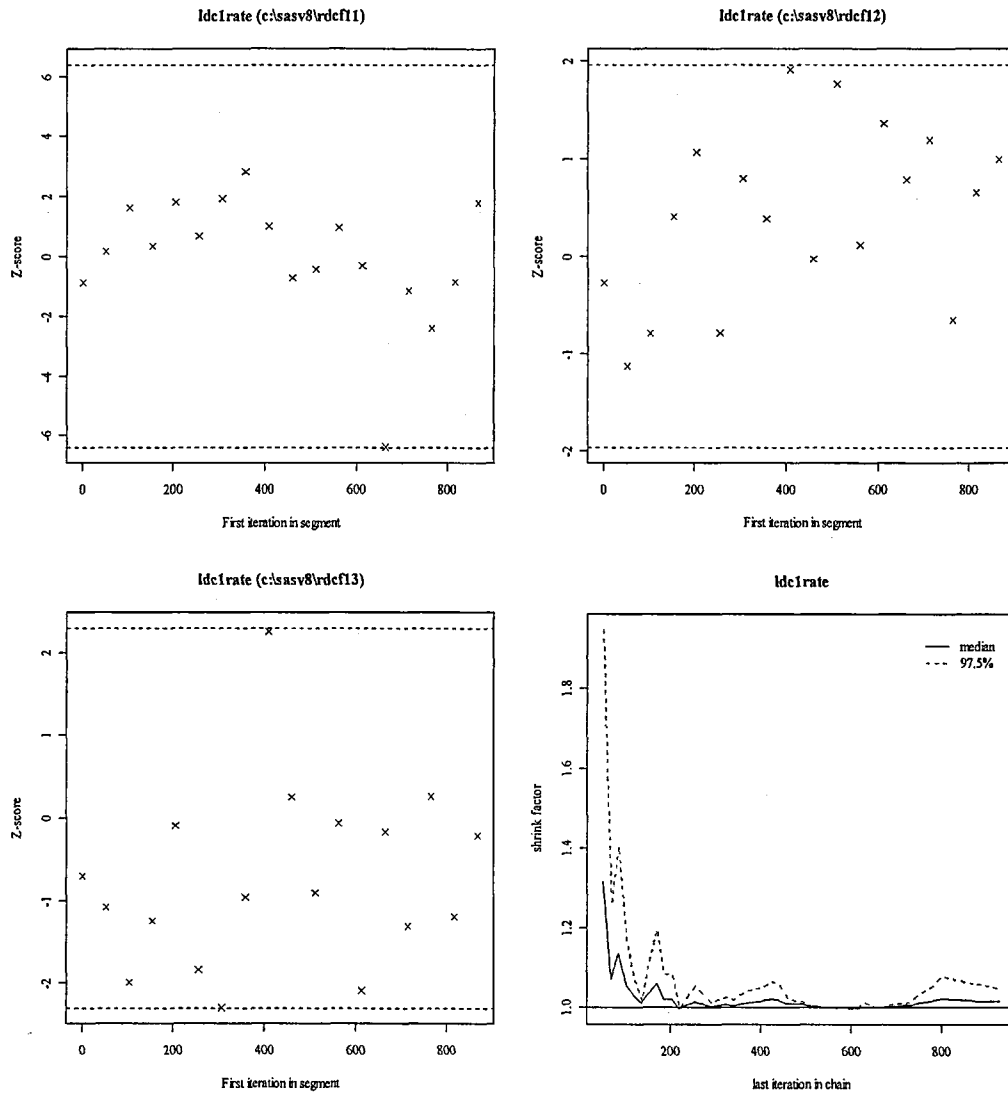 ldc1rate (c:\sasv8\rdcf11)
6
4
2
0
-2
-4
-6
Z-score
0 200 400 600 800
First iteration in segment
ldc1rate (c:\sasv8\rdcf12)
2
1
0
-1
-2
Z-score
0 200 400 600 800
First iteration in segment
ldc1rate (c:\sasv8\rdcf13)
2
1
0
-1
-2
Z-score
0 200 400 600 800
First iteration in segment
ldc1rate
median
97.5%
1.8
1.6
1.4
1.2
1.0
shrink factor
200 400 600 800
last iteration in chain